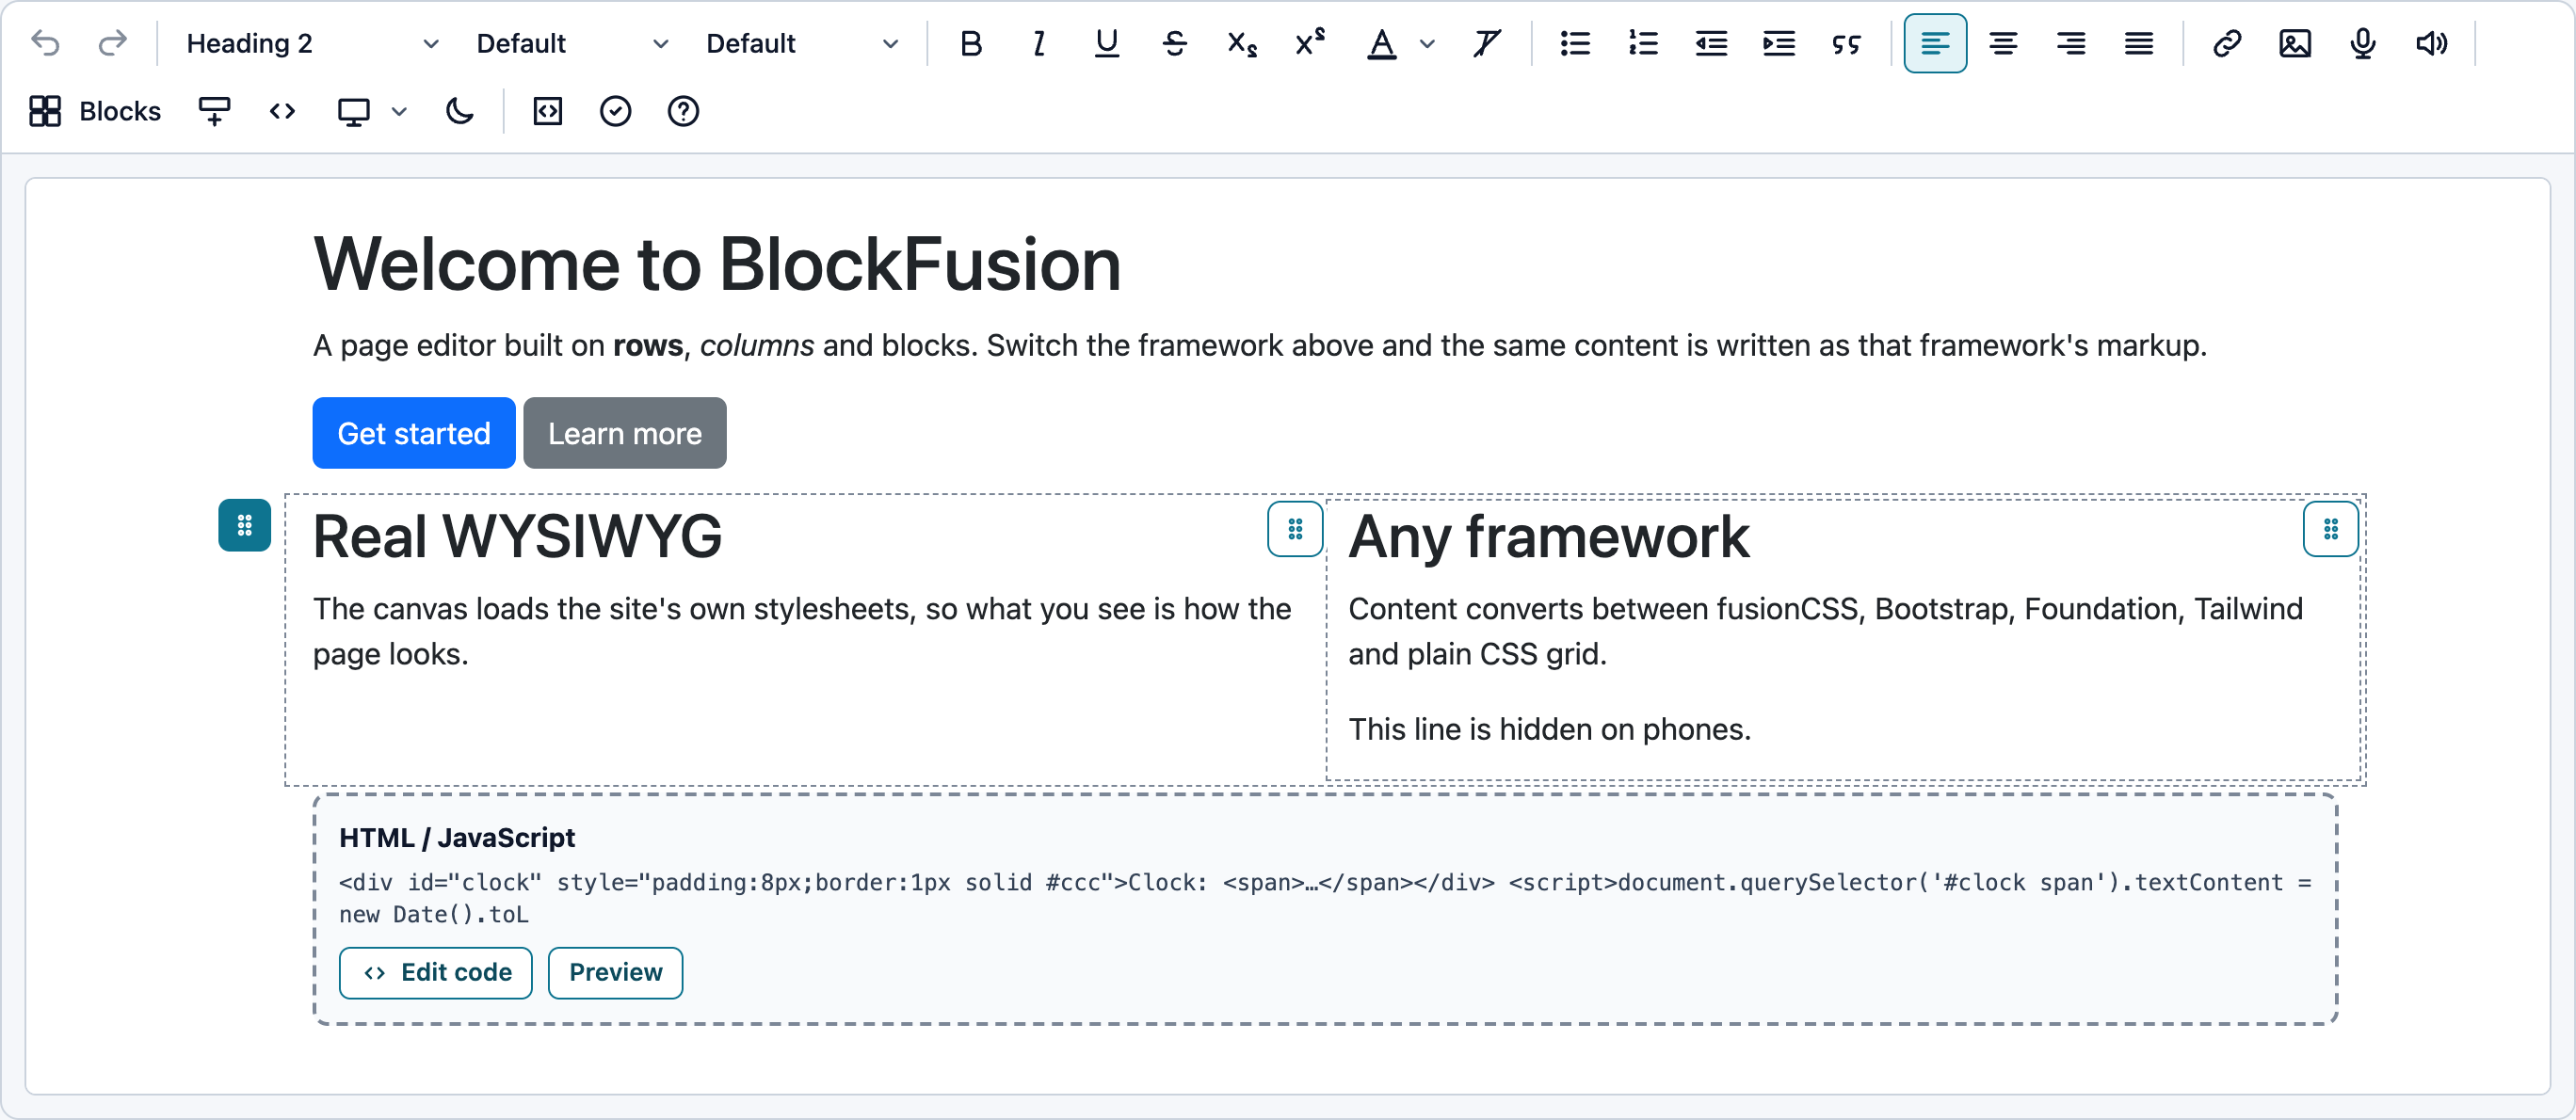 Heading 2 Default Default
Blocks
Welcome to BlockFusion
A page editor built on rows, columns and blocks. Switch the framework above and the same content is written as that framework's markup.
Get started Learn more
Real WYSIWYG
The canvas loads the site's own stylesheets, so what you see is how the
page looks.
Any framework
Content converts between fusionCSS, Bootstrap, Foundation, Tailwind
and plain CSS grid.
This line is hidden on phones.
HTML / JavaScript
<div id="clock" style="padding:8px;border:1px solid #ccc">Clock: <span>…</span></div> <script>document.querySelector('#clock span').textContent =
new Date().toL
Edit code Preview